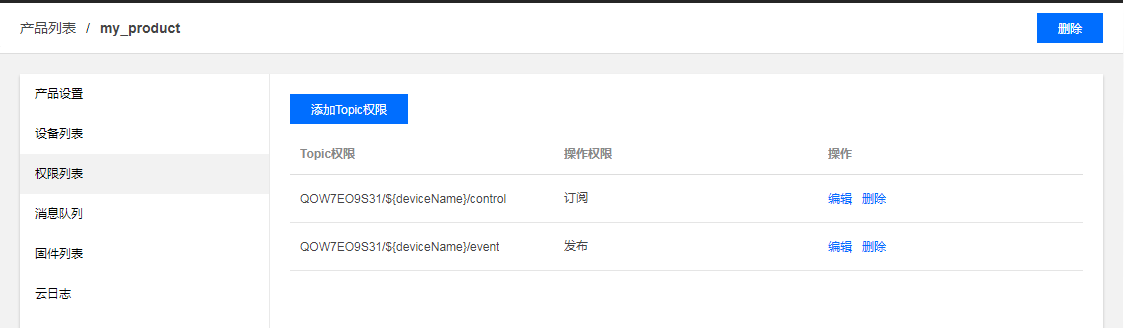 产品列表 / my_product
删除
产品设置
设备列表
权限列表
消息队列
固件列表
云日志
添加Topic权限
Topic权限 操作权限 操作
QOW7EO9S31/${deviceName}/control 订阅 编辑 删除
QOW7EO9S31/${deviceName}/event 发布 编辑 删除